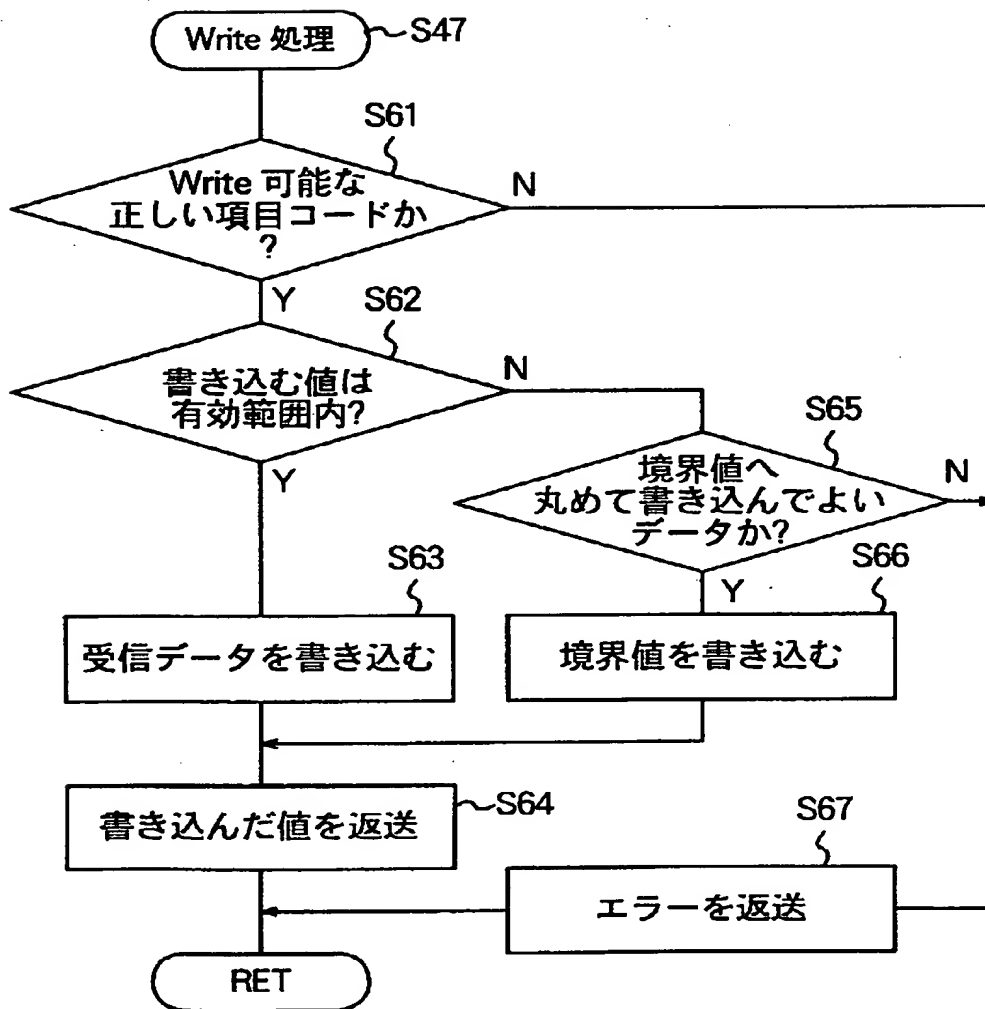 Write 処理
S47
S61
Write 可能な
正しい項目コードか
?
N
Y
S62
書き込む値は
有効範囲内?
N
Y
S65
境界値へ
丸めて書き込んでよい
データか?
N
Y
S63
受信データを書き込む
S66
境界値を書き込む
書き込んだ値を返送
S64
S67
エラーを返送
RET